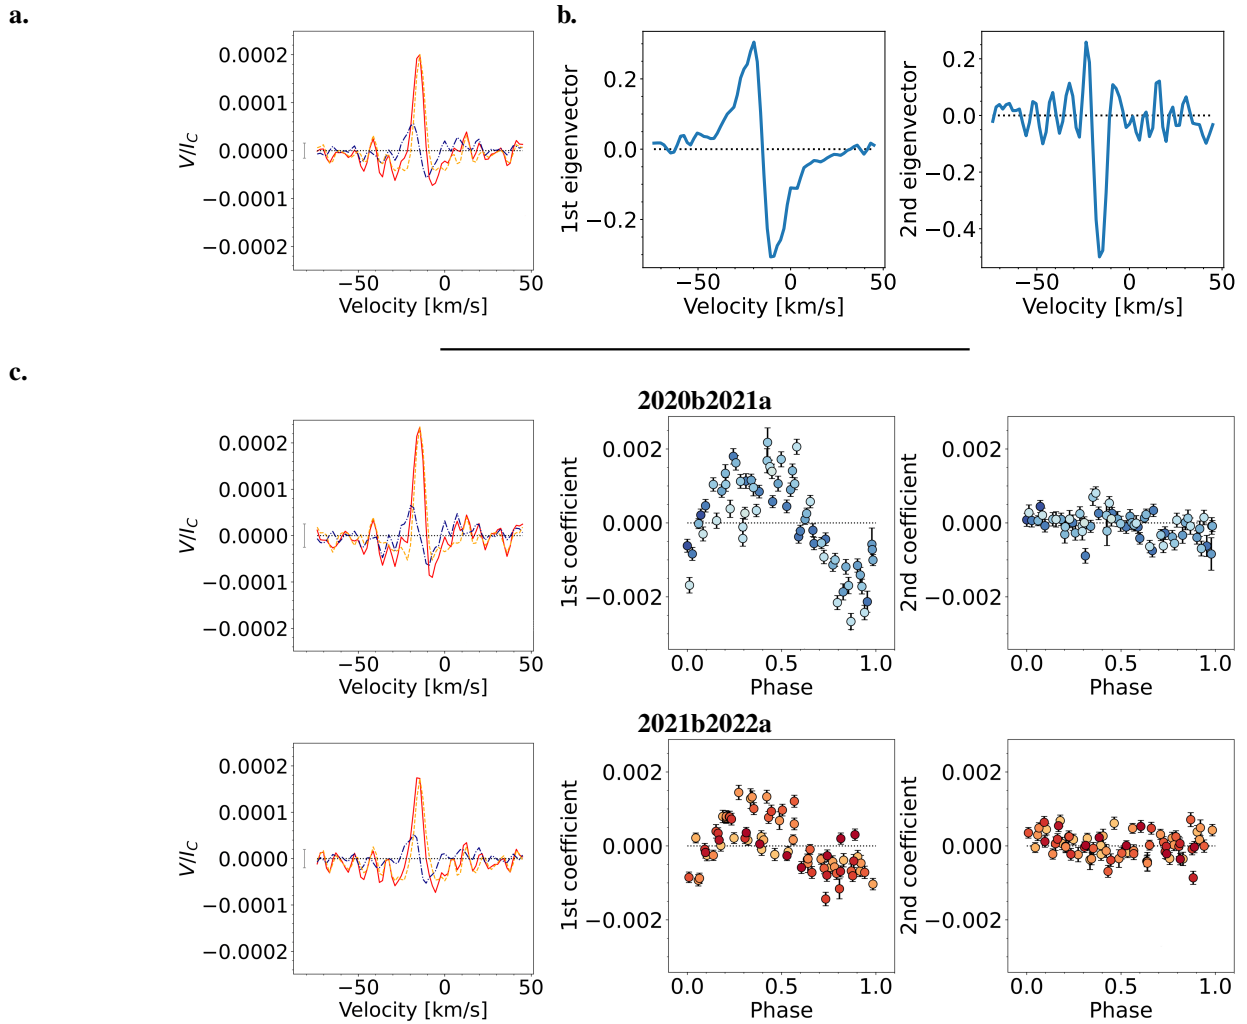 a.
b.
0.0002
0.0001
0.0000
−0.0001
−0.0002
V/I_C
−50 0 50
Velocity [km/s]
0.2
0.0
−0.2
1st eigenvector
−50 0 50
Velocity [km/s]
0.2
0.0
−0.2
−0.4
2nd eigenvector
−50 0 50
Velocity [km/s]
c.
2020b2021a
0.0002
0.0001
0.0000
−0.0001
−0.0002
V/I_C
−50 0 50
Velocity [km/s]
0.002
0.000
−0.002
1st coefficient
0.0 0.5 1.0
Phase
0.002
0.000
−0.002
2nd coefficient
0.0 0.5 1.0
Phase
2021b2022a
0.0002
0.0001
0.0000
−0.0001
−0.0002
V/I_C
−50 0 50
Velocity [km/s]
0.002
0.000
−0.002
1st coefficient
0.0 0.5 1.0
Phase
0.002
0.000
−0.002
2nd coefficient
0.0 0.5 1.0
Phase